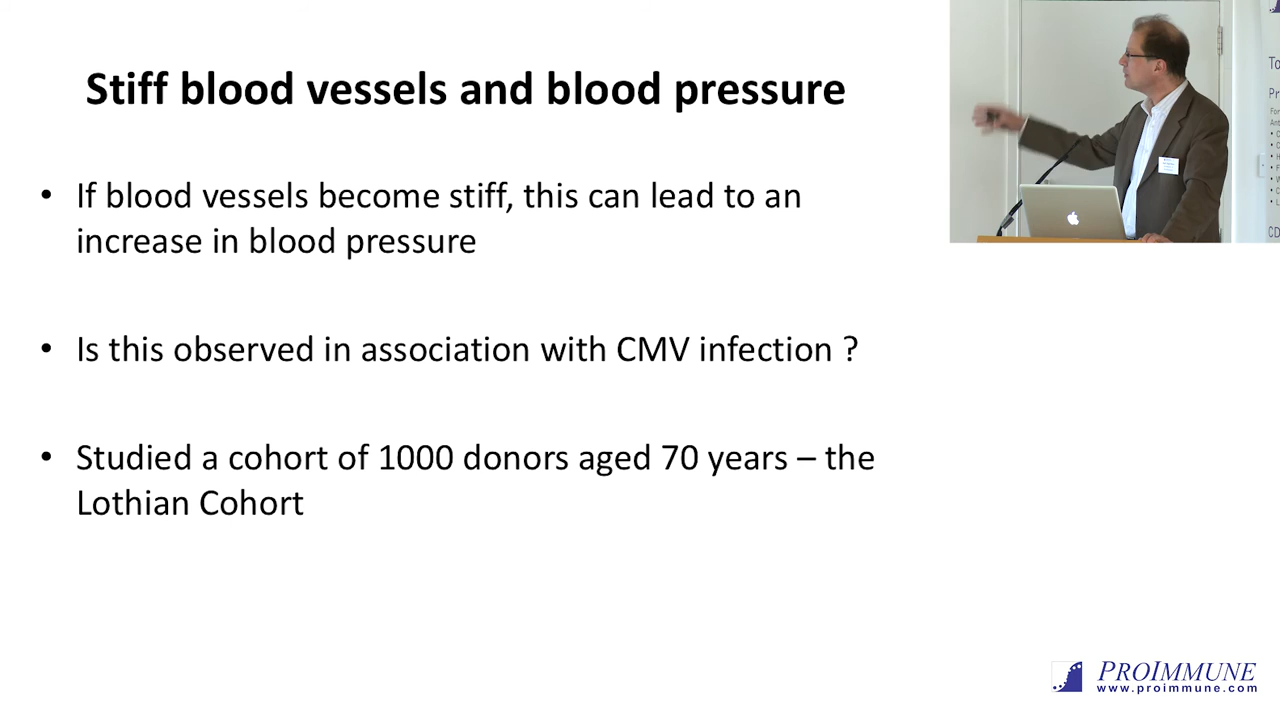 Stiff blood vessels and blood pressure
• If blood vessels become stiff, this can lead to an
increase in blood pressure
• Is this observed in association with CMV infection ?
• Studied a cohort of 1000 donors aged 70 years – the
Lothian Cohort
PROIMMUNE
www.proimmune.com